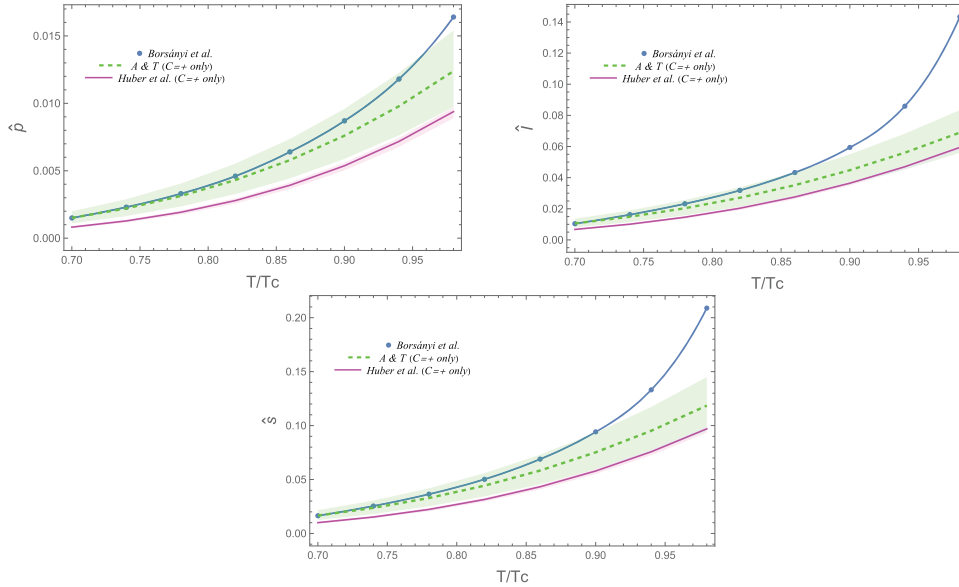 0.015
0.010
0.005
0.000
p̂
Borsányi et al.
A & T (C=+ only)
Huber et al. (C=+ only)
0.70 0.75 0.80 0.85 0.90 0.95
T/Tc
0.14
0.12
0.10
0.08
0.06
0.04
0.02
0.00
Î
Borsányi et al.
A & T (C=+ only)
Huber et al. (C=+ only)
0.70 0.75 0.80 0.85 0.90 0.95
T/Tc
0.20
0.15
0.10
0.05
0.00
ŝ
Borsányi et al.
A & T (C=+ only)
Huber et al. (C=+ only)
0.70 0.75 0.80 0.85 0.90 0.95
T/Tc